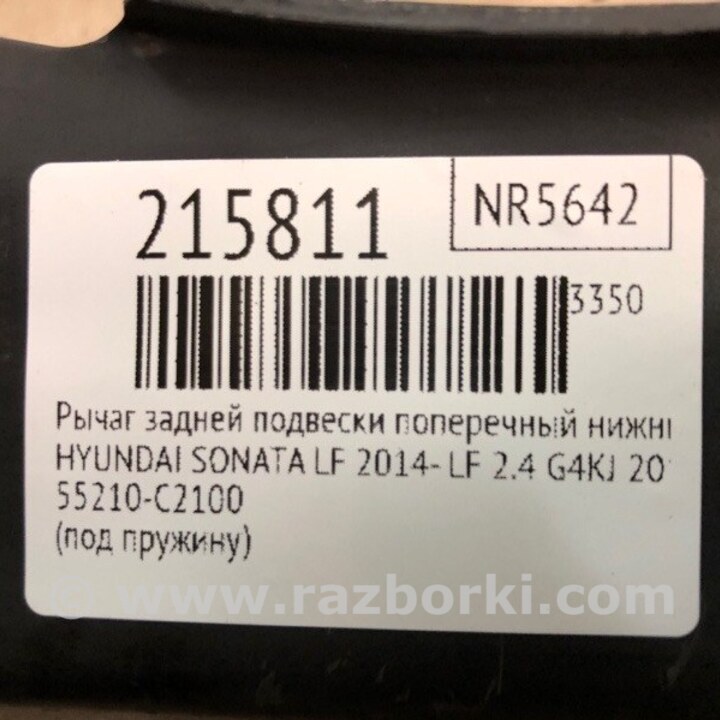 215811
NR5642
3350
Рычаг задней подвески поперечный нижні
HYUNDAI SONATA LF 2014- LF 2.4 G4KJ 20
55210-C2100
(под пружину)
© www.razborki.com